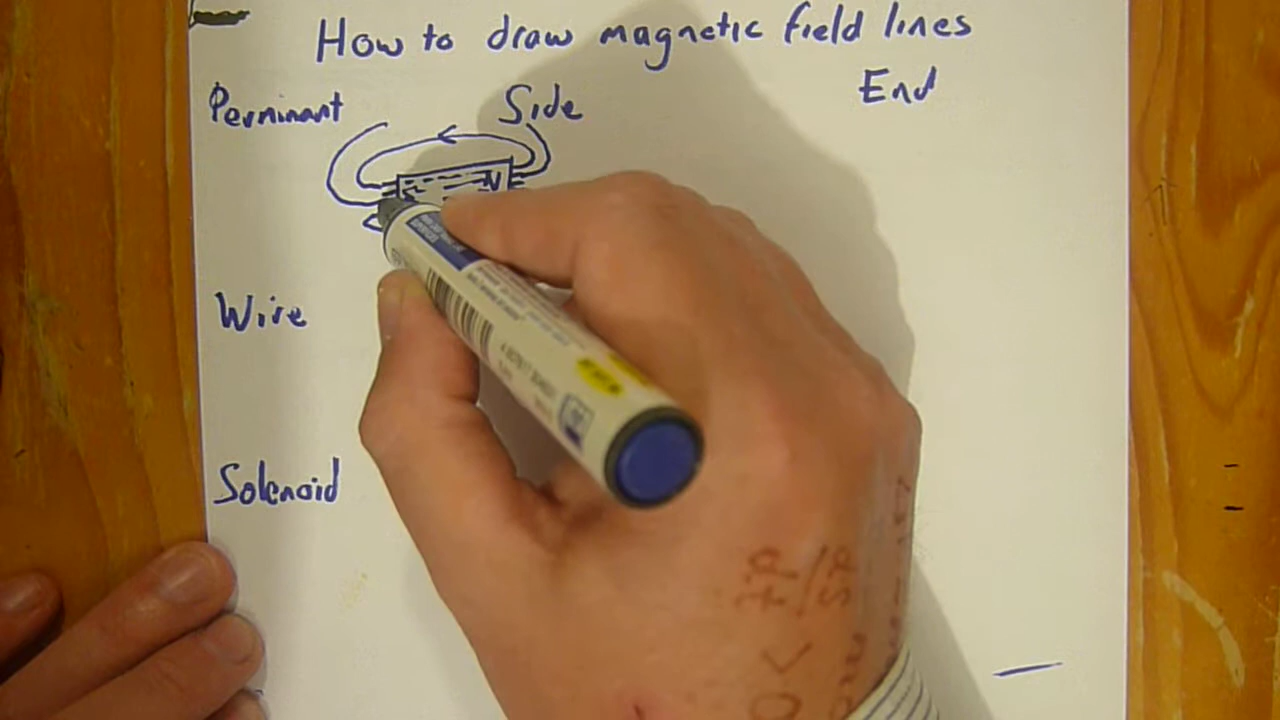 How to draw magnetic field lines
Perminant Side End
S N
Wire
Solenoid